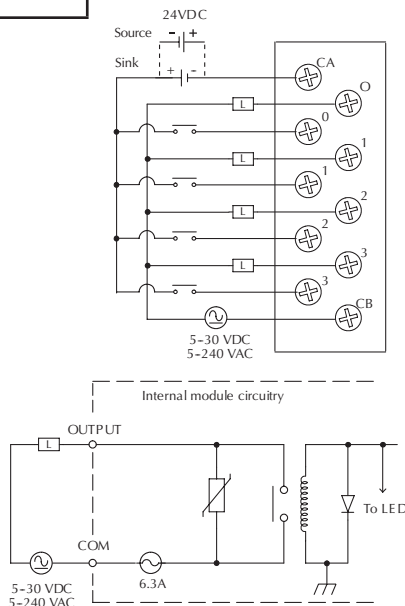 24VDC
Source - +
Sink + -
CA
L O
0
L 1
1
L 2
2
L 3
3
CB
5-30 VDC
5-240 VAC
Internal module circuitry
OUTPUT
L
To LED
COM
6.3A
5-30 VDC
5-240 VAC